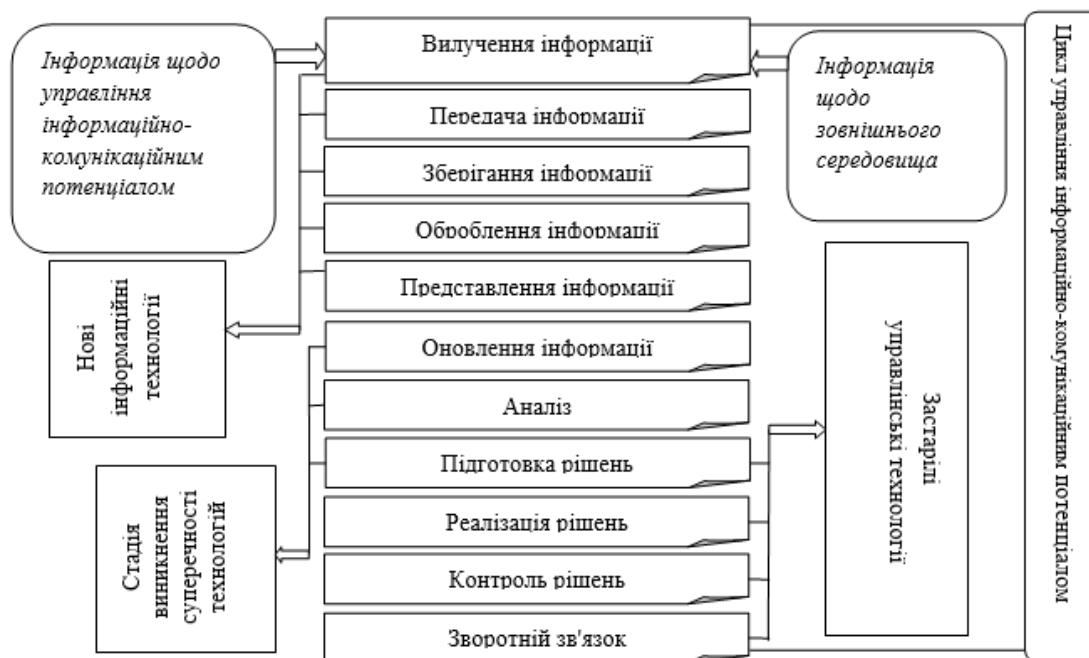 Інформація щодо
управління
інформаційно-
комунікаційним
потенціалом
Вилучення інформації
Передача інформації
Зберігання інформації
Оброблення інформації
Представлення інформації
Оновлення інформації
Аналіз
Підготовка рішень
Реалізація рішень
Контроль рішень
Зворотній зв'язок
Інформація
щодо
зовнішнього
середовища
Нові
інформаційні
технології
Стадія
виникнення
суперечності
технологій
Застарілі
управлінські технології
Цикл управління інформаційно-комунікаційним потенціалом